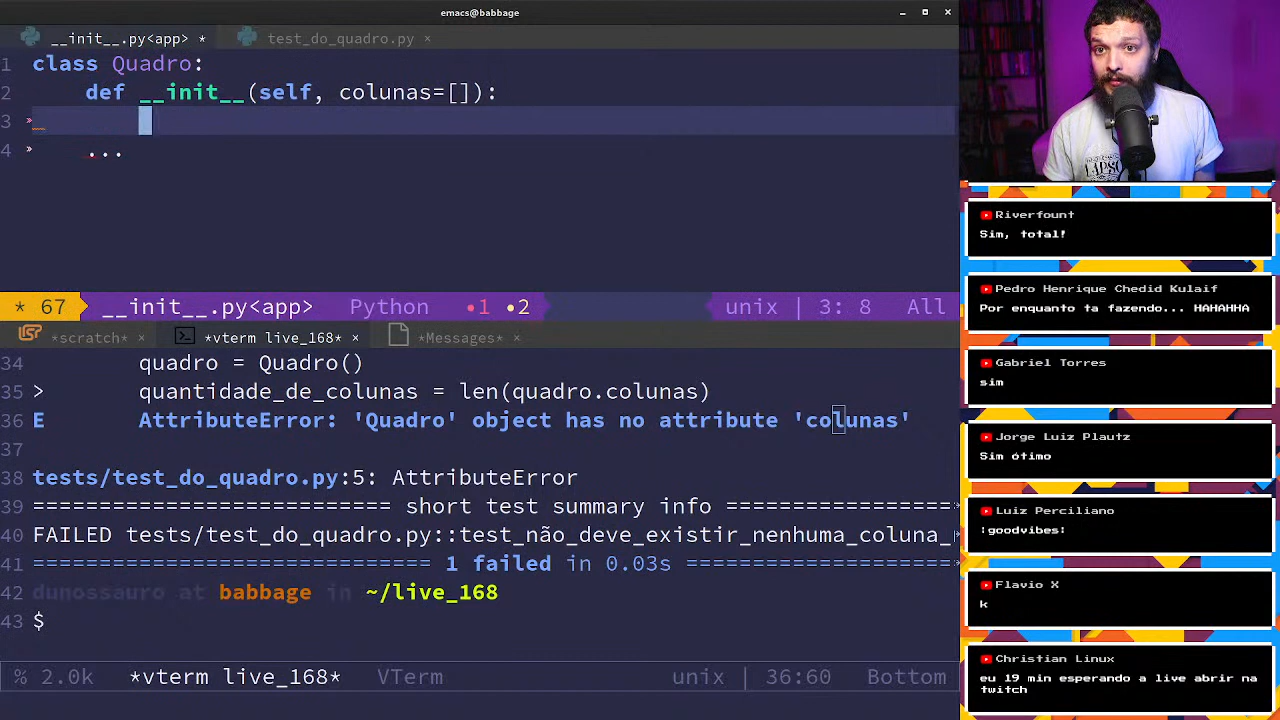 emacs@babbage
__init__.py<app> *
test_do_quadro.py ×
1 class Quadro:
2 def __init__(self, colunas=[]):
3
4 ...
* 67 __init__.py<app> Python •1 •2 unix | 3: 8 All
*scratch* ×
*vterm live_168* ×
*Messages* ×
34 quadro = Quadro()
35 > quantidade_de_colunas = len(quadro.colunas)
36 E AttributeError: 'Quadro' object has no attribute 'colunas'
37
38 tests/test_do_quadro.py:5: AttributeError
39 =========================== short test summary info ==================
40 FAILED tests/test_do_quadro.py::test_não_deve_existir_nenhuma_coluna_
41 ============================== 1 failed in 0.03s =====================
42 dunossauro at babbage in ~/live_168
43 $
% 2.0k *vterm live_168* VTerm unix | 36:60 Bottom
Riverfount
Sim, total!
Pedro Henrique Chedid Kulaif
Por enquanto ta fazendo... HAHAHHA
Gabriel Torres
sim
Jorge Luiz Plautz
Sim ótimo
Luiz Perciliano
:goodvibes:
Flavio X
k
Christian Linux
eu 19 min esperando a live abrir na
twitch